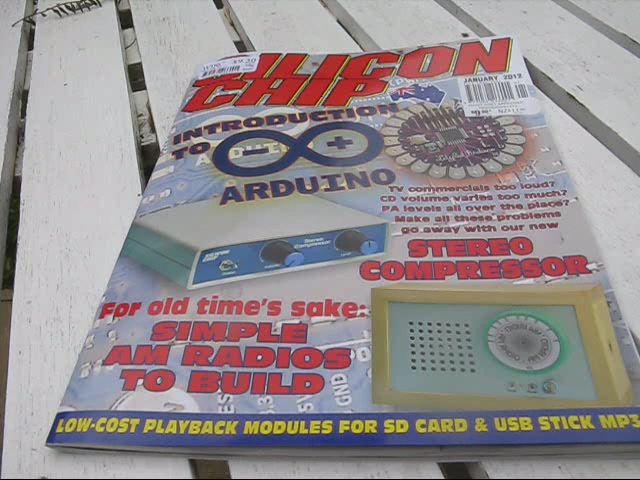 SILICON
CHIP
JANUARY 2012
INTRODUCTION
TO
ARDUINO
TV commercials too loud?
CD volume varies too much?
PA levels all over the place?
Make all these problems
go away with our new
STEREO
COMPRESSOR
Stereo
Compressor
For old time's sake:
SIMPLE
AM RADIOS
TO BUILD
LOW-COST PLAYBACK MODULES FOR SD CARD & USB STICK MP3